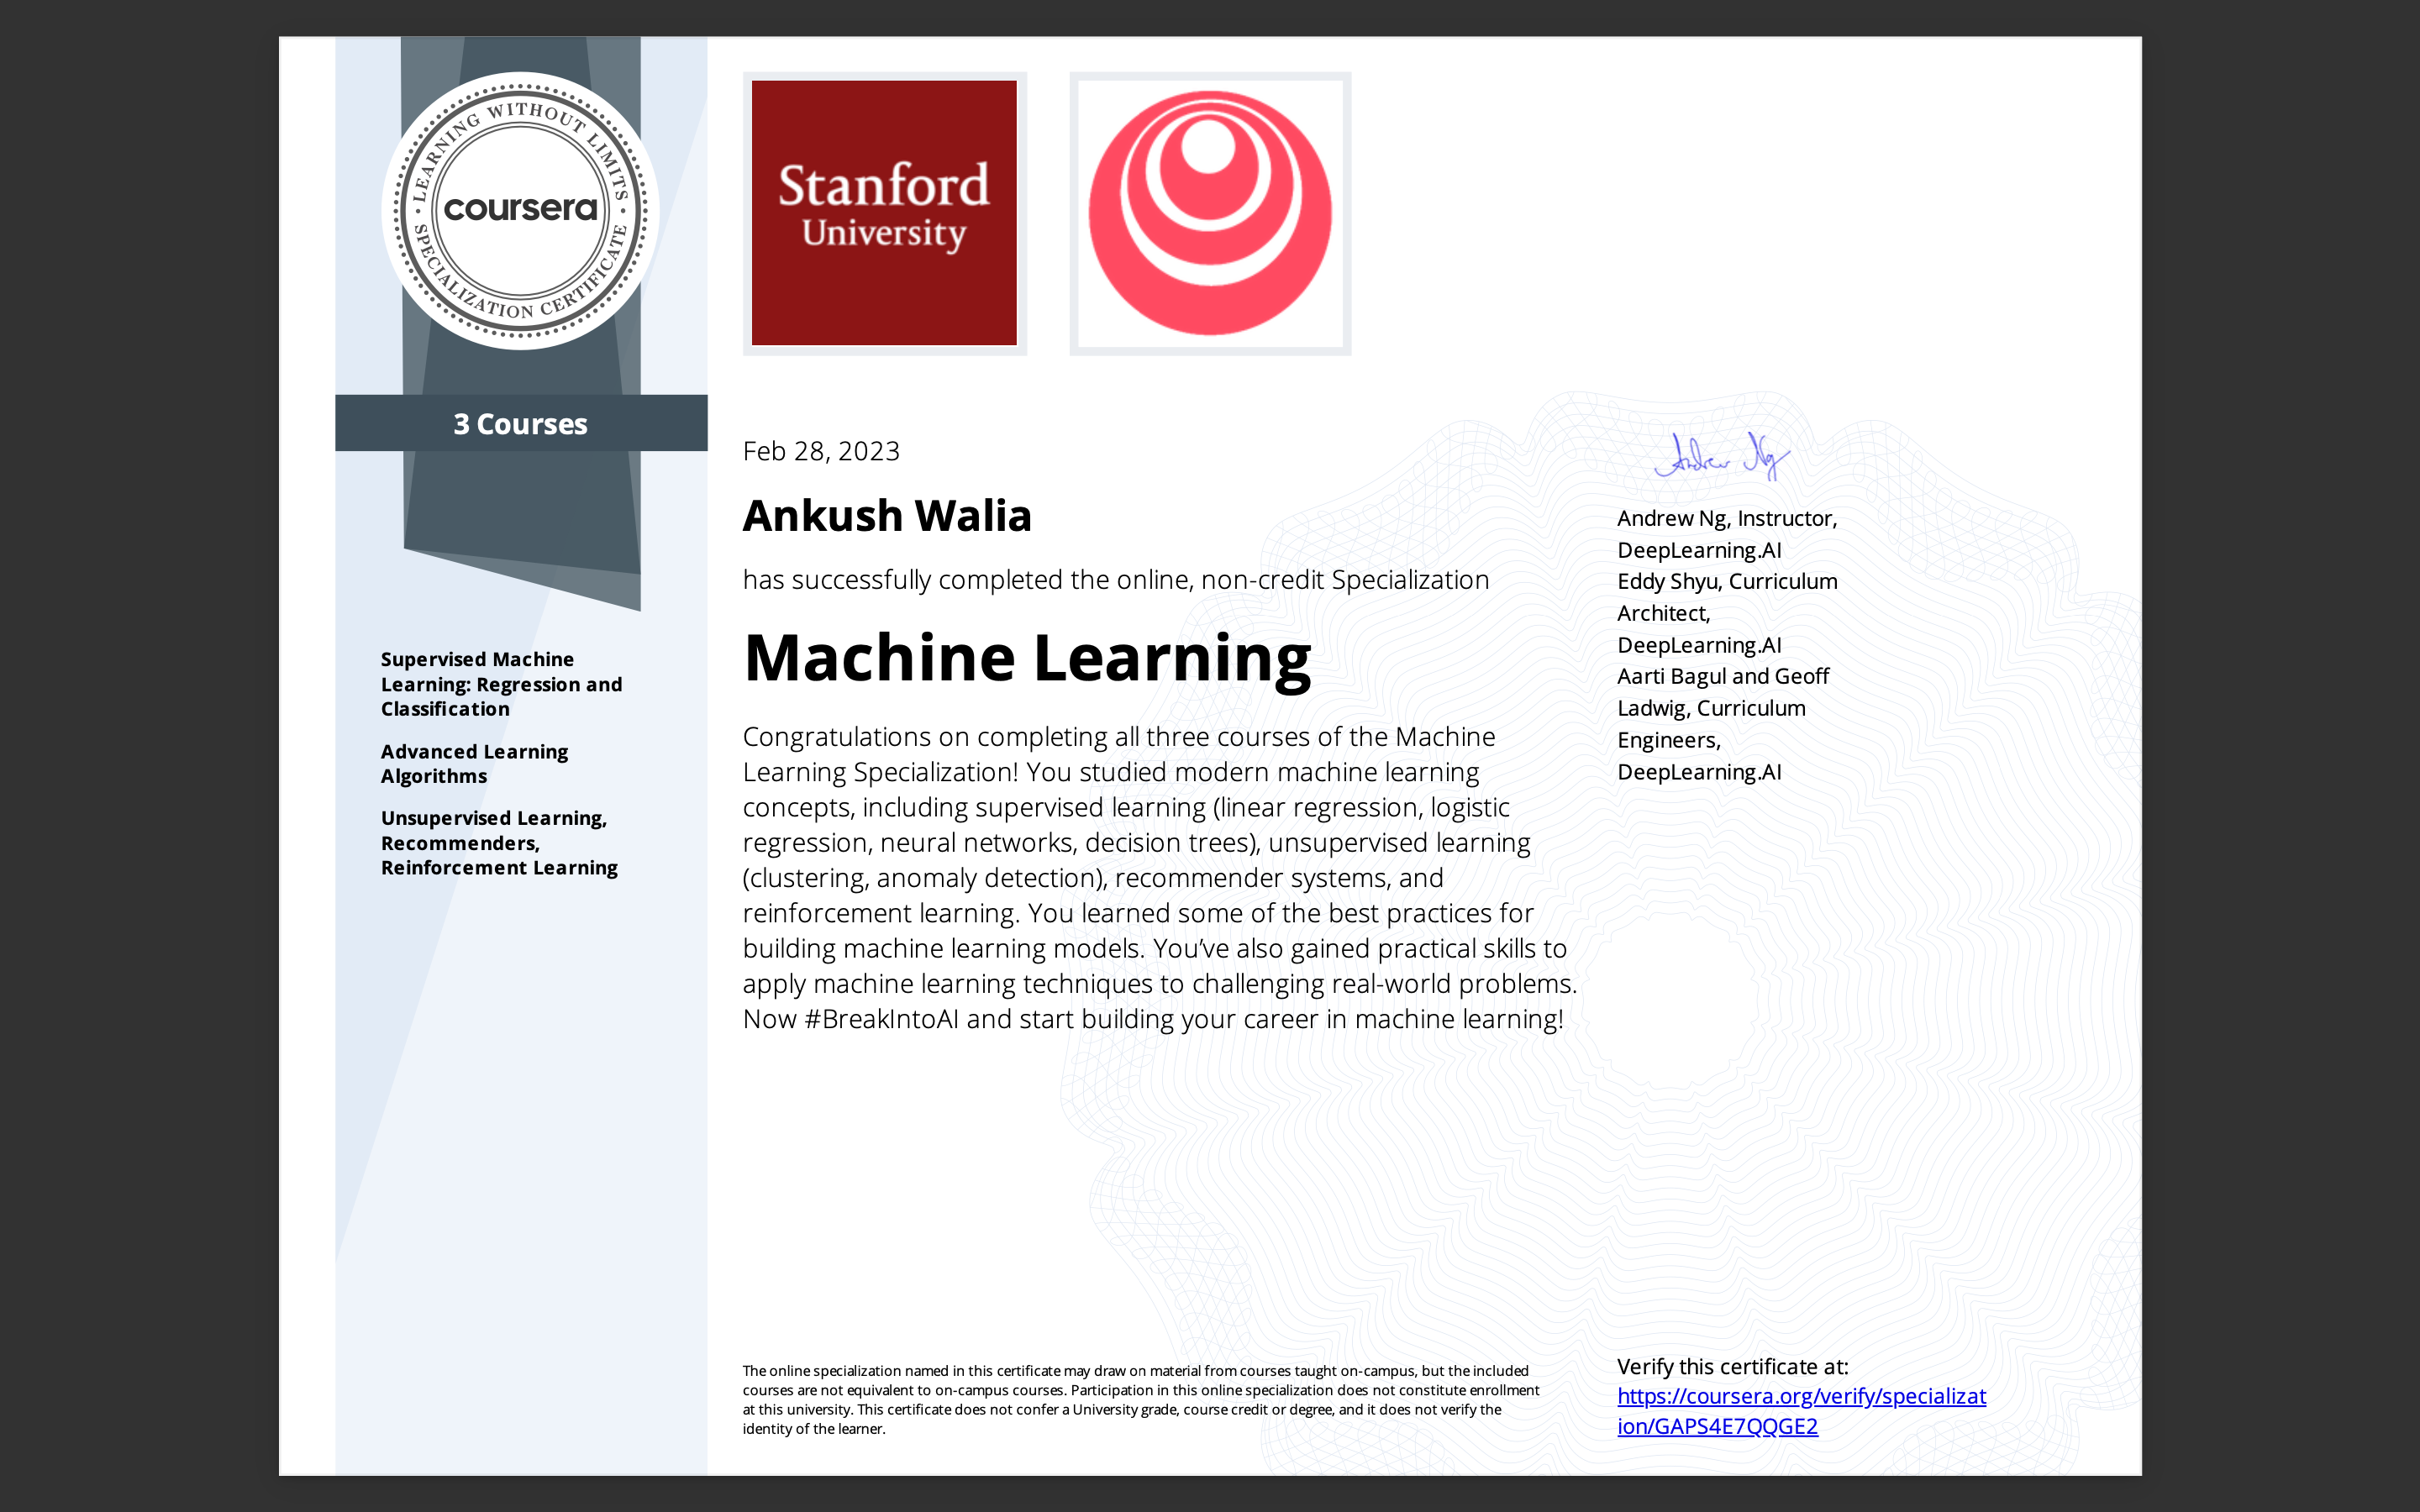 LEARNING WITHOUT LIMITS
coursera
SPECIALIZATION CERTIFICATE
3 Courses
Supervised Machine
Learning: Regression and
Classification
Advanced Learning
Algorithms
Unsupervised Learning,
Recommenders,
Reinforcement Learning
Stanford
University
Feb 28, 2023
Ankush Walia
has successfully completed the online, non-credit Specialization
Machine Learning
Congratulations on completing all three courses of the Machine
Learning Specialization! You studied modern machine learning
concepts, including supervised learning (linear regression, logistic
regression, neural networks, decision trees), unsupervised learning
(clustering, anomaly detection), recommender systems, and
reinforcement learning. You learned some of the best practices for
building machine learning models. You’ve also gained practical skills to
apply machine learning techniques to challenging real-world problems.
Now #BreakIntoAI and start building your career in machine learning!
Andrew Ng
Andrew Ng, Instructor,
DeepLearning.AI
Eddy Shyu, Curriculum
Architect,
DeepLearning.AI
Aarti Bagul and Geoff
Ladwig, Curriculum
Engineers,
DeepLearning.AI
The online specialization named in this certificate may draw on material from courses taught on-campus, but the included
courses are not equivalent to on-campus courses. Participation in this online specialization does not constitute enrollment
at this university. This certificate does not confer a University grade, course credit or degree, and it does not verify the
identity of the learner.
Verify this certificate at:
https://coursera.org/verify/specializat
ion/GAPS4E7QQGE2